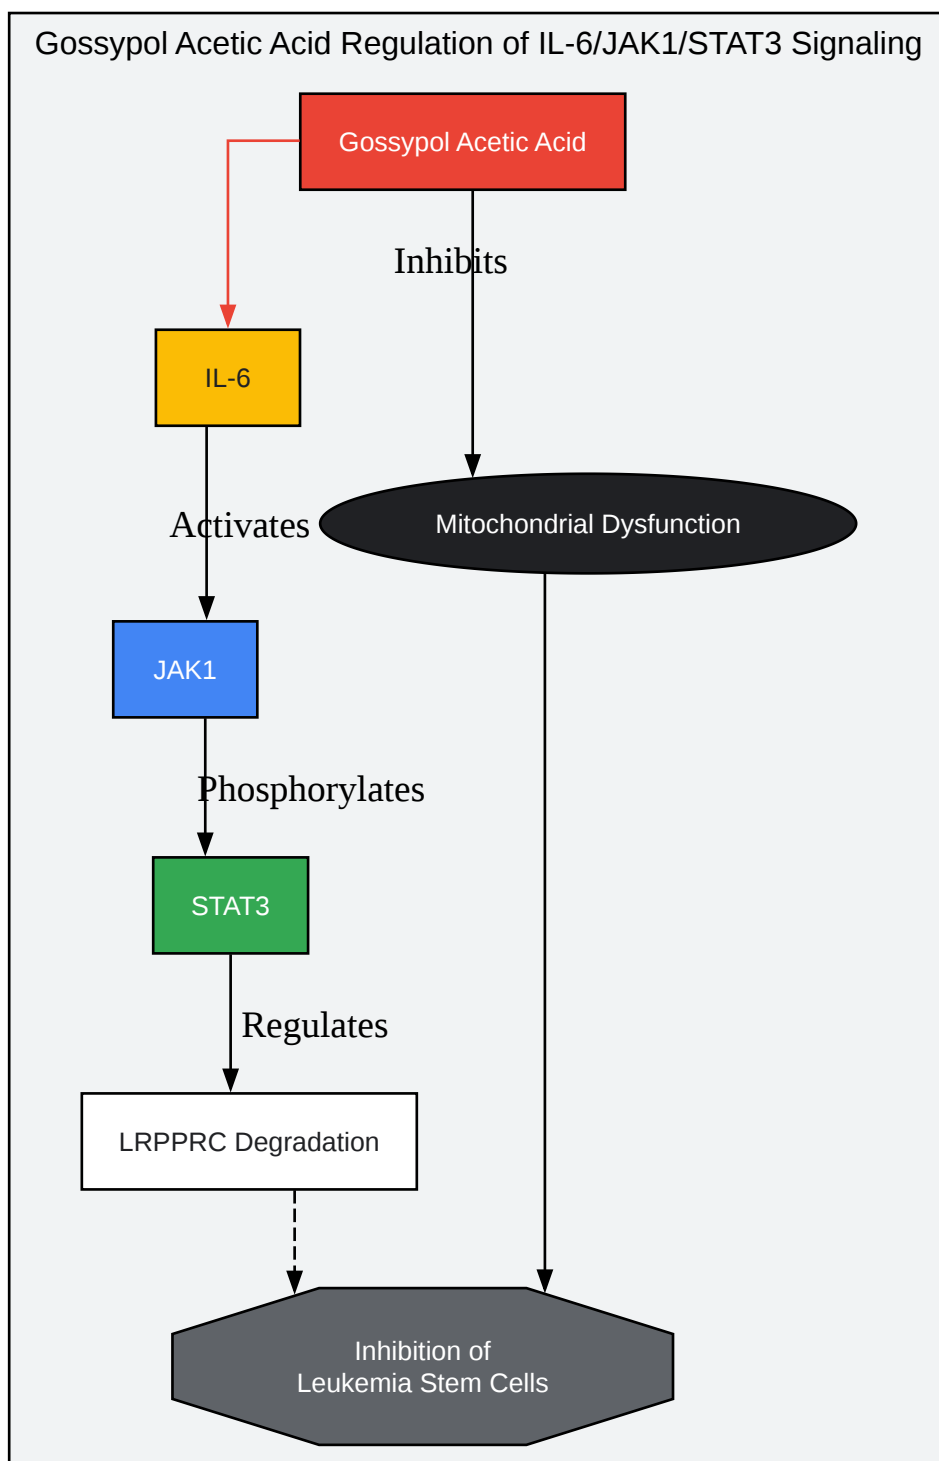 Gossypol Acetic Acid Regulation of IL-6/JAK1/STAT3 Signaling
Gossypol Acetic Acid
Inhibits
IL-6
Activates
Mitochondrial Dysfunction
JAK1
Phosphorylates
STAT3
Regulates
LRPPRC Degradation
Inhibition of
Leukemia Stem Cells